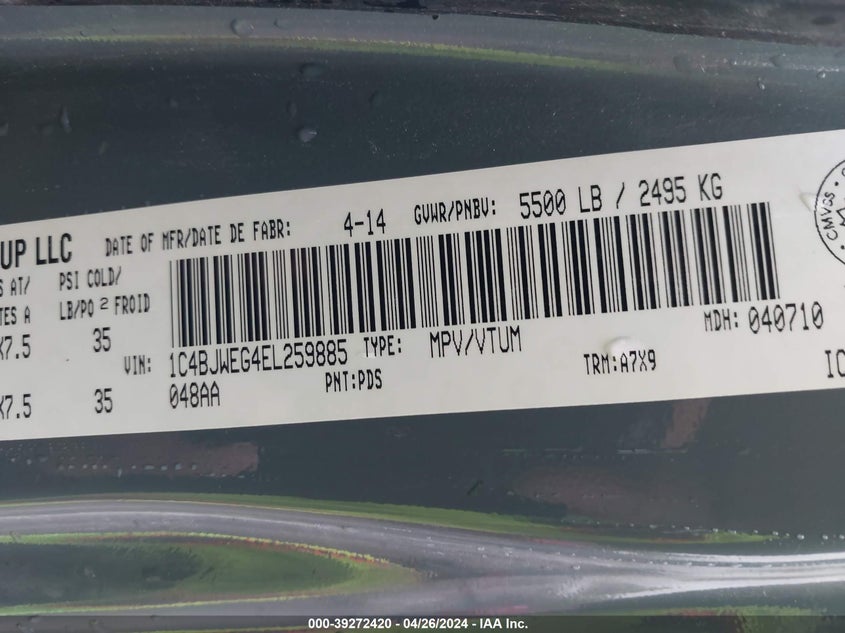 UP LLC DATE OF MFR/DATE DE FABR: 4-14 GVWR/PNBV: 5500 LB / 2495 KG
S AT/ PSI COLD/
TES A LB/PO 2 FROID
X7.5 35
VIN: 1C4BJWEG4EL259885 TYPE: MPV/VTUM MDH: 040710
X7.5 35 048AA PNT:PDS TRM:A7X9 IC
CMVSS
000-39272420 • 04/26/2024 • IAA Inc.